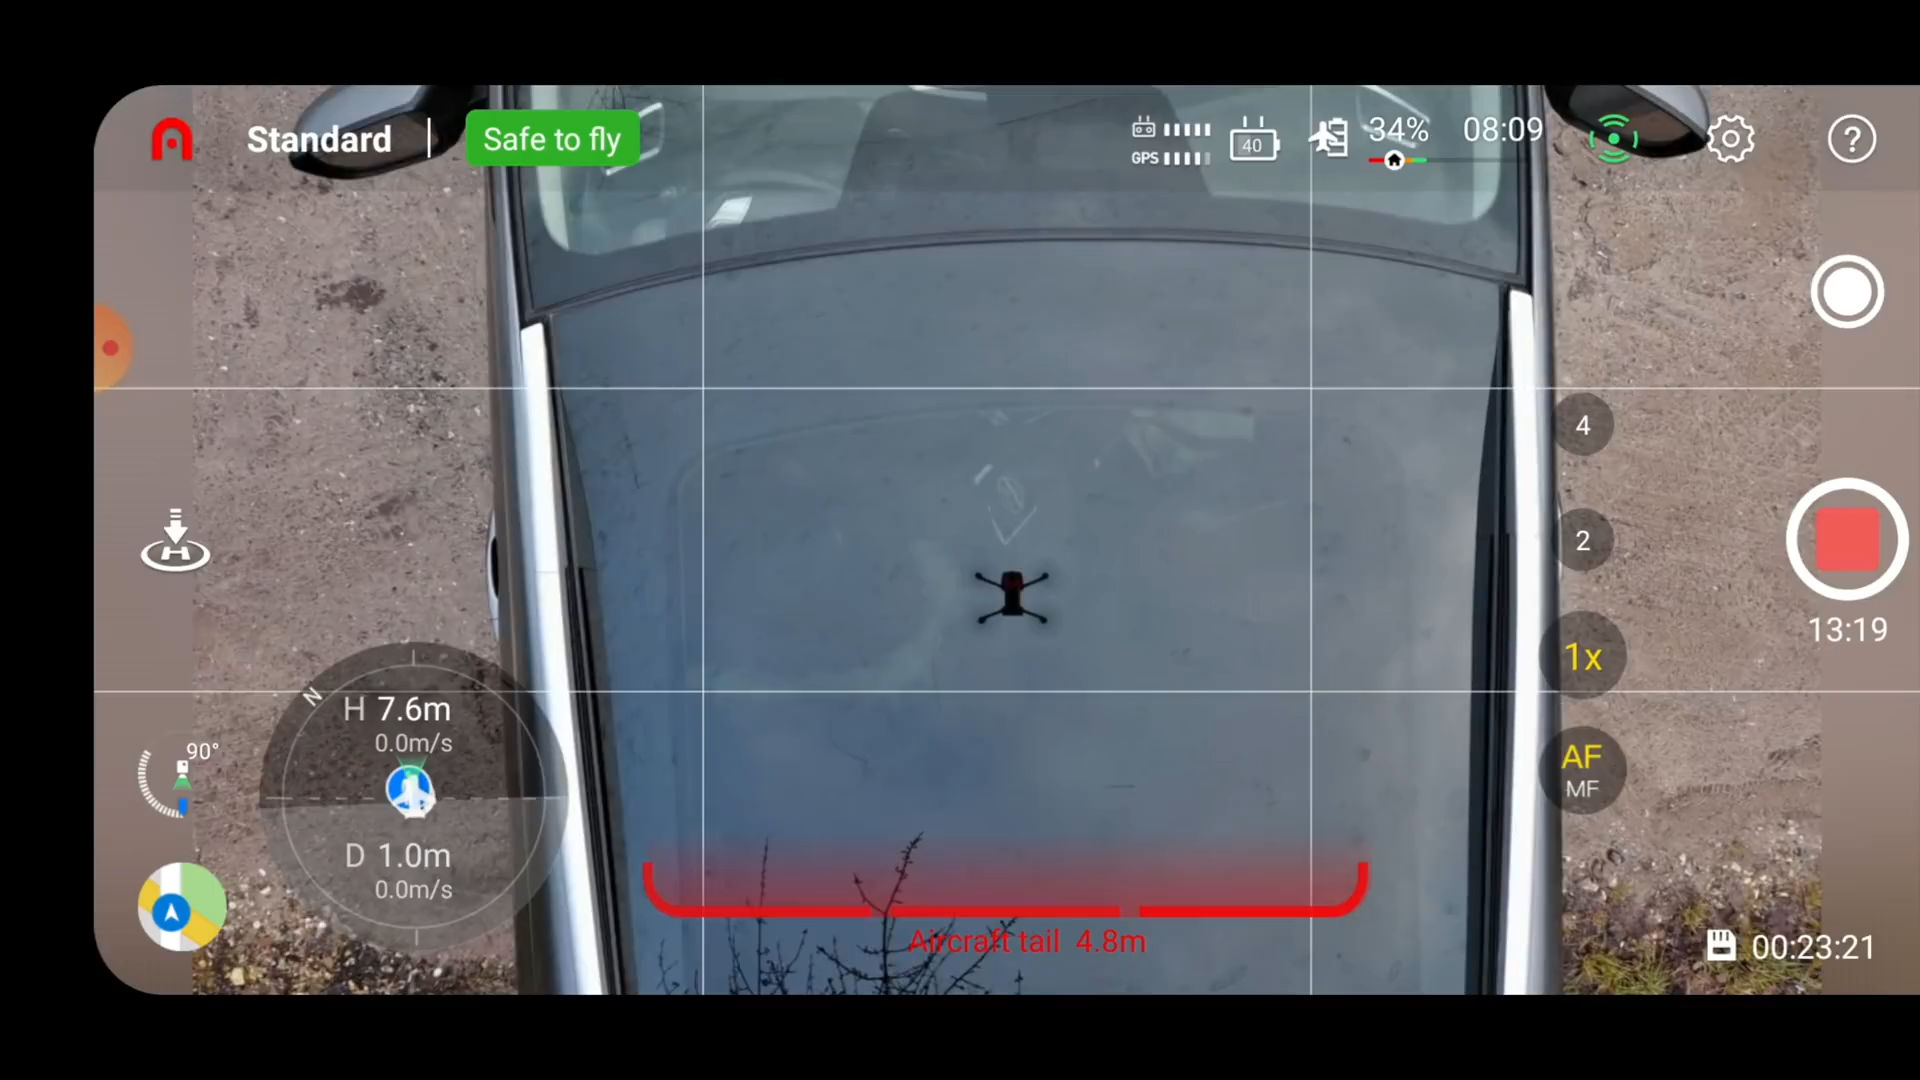 Standard
Safe to fly
GPS
40
34%
08:09
?
4
2
13:19
1x
N
H 7.6m
0.0m/s
90°
AF
MF
D 1.0m
0.0m/s
H
Aircraft tail 4.8m
00:23:21